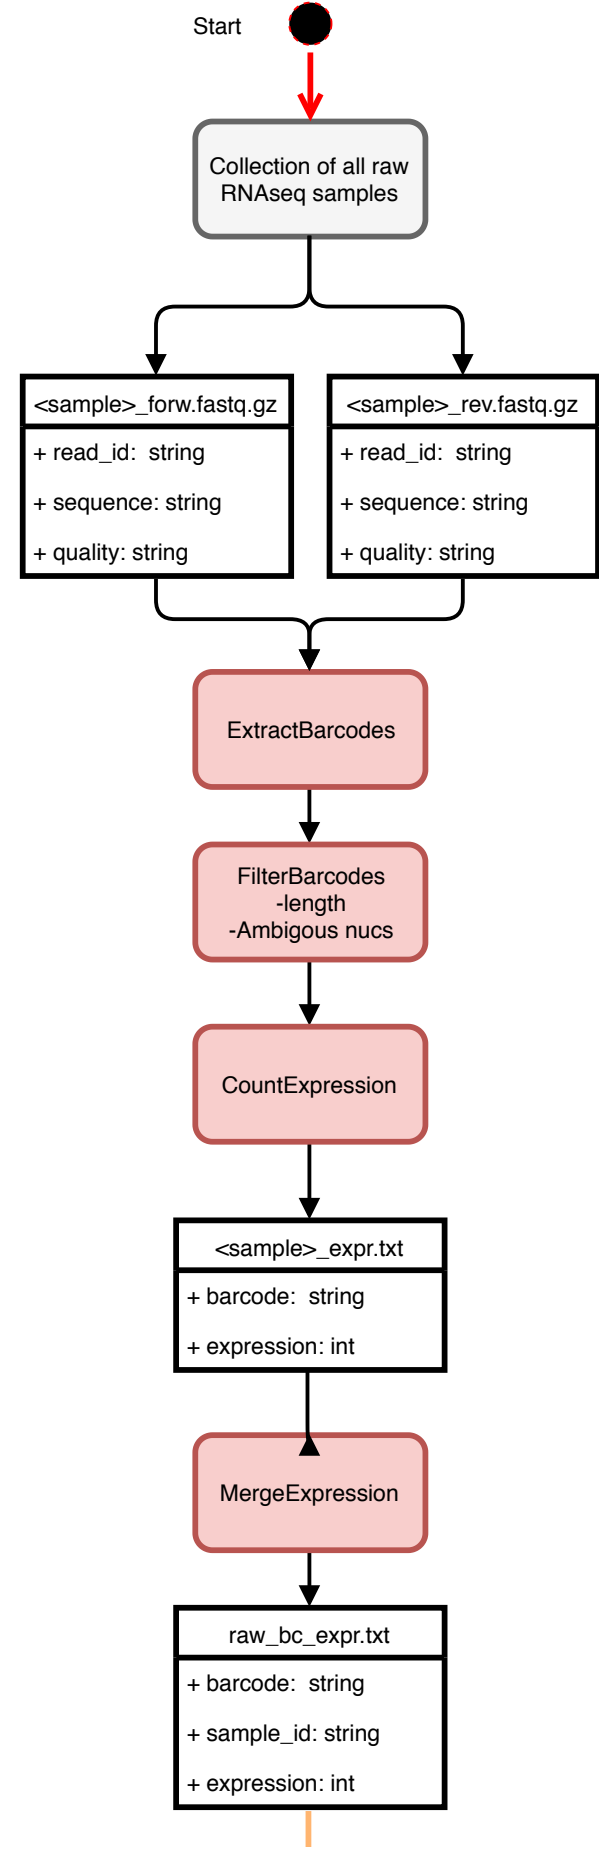 Start
Collection of all raw
RNAseq samples
<sample>_forw.fastq.gz
+ read_id: string
+ sequence: string
+ quality: string
<sample>_rev.fastq.gz
+ read_id: string
+ sequence: string
+ quality: string
ExtractBarcodes
FilterBarcodes
-length
-Ambigous nucs
CountExpression
<sample>_expr.txt
+ barcode: string
+ expression: int
MergeExpression
raw_bc_expr.txt
+ barcode: string
+ sample_id: string
+ expression: int